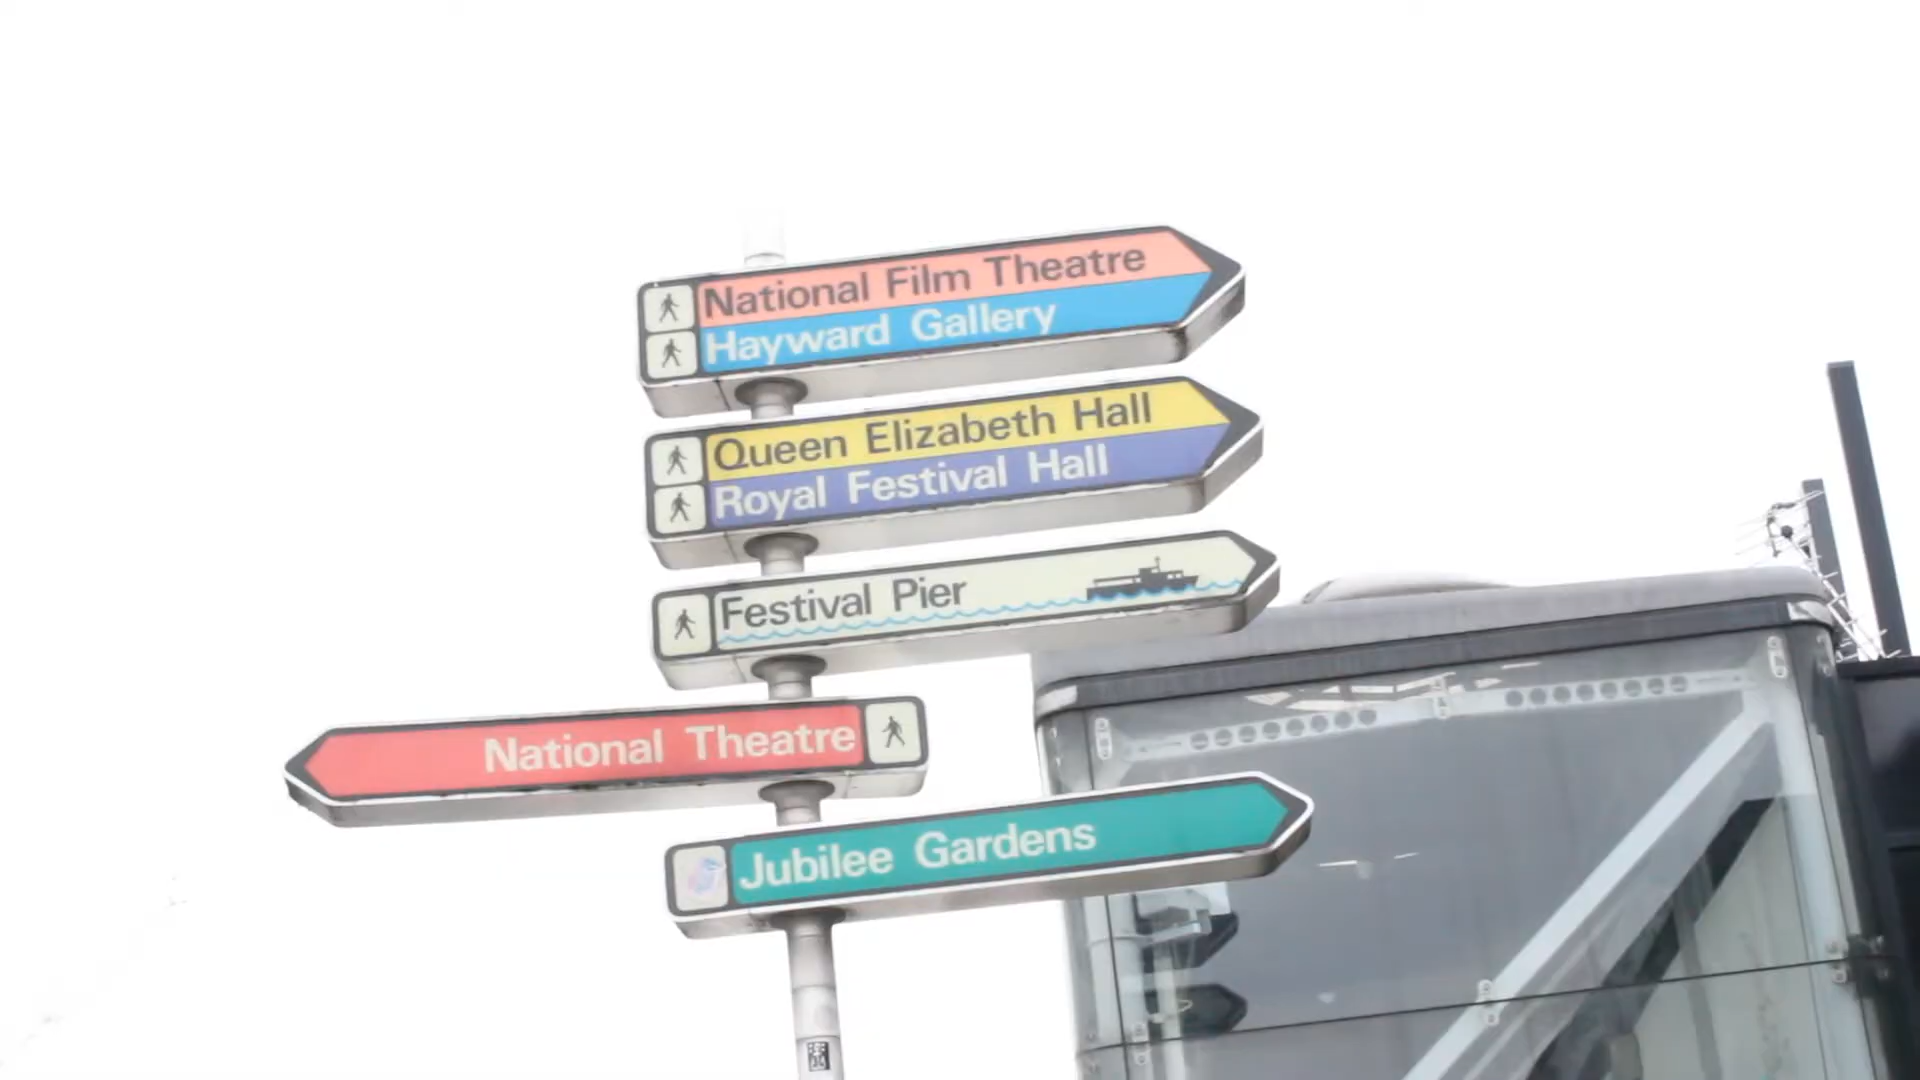 National Film Theatre
Hayward Gallery
Queen Elizabeth Hall
Royal Festival Hall
Festival Pier
National Theatre
Jubilee Gardens